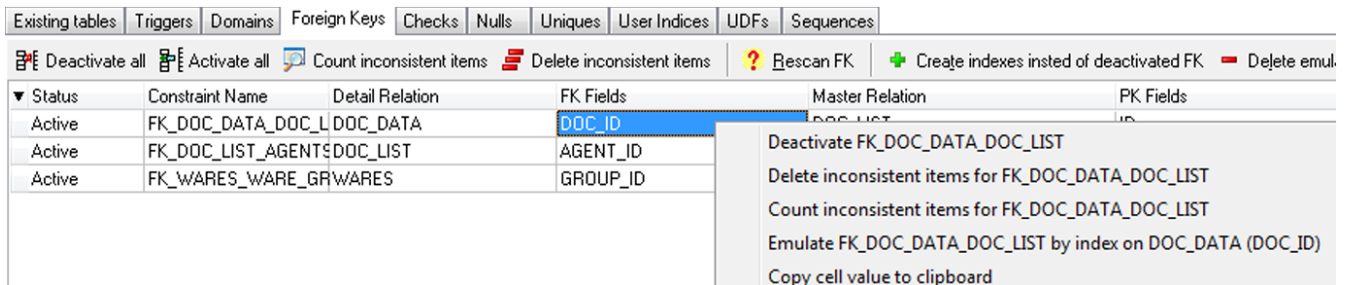 Existing tables Triggers Domains Foreign Keys Checks Nulls Uniques User Indices UDFs Sequences
Deactivate all Activate all Count inconsistent items Delete inconsistent items ? Rescan FK Create indexes insted of deactivated FK Delete emul
Status Constraint Name Detail Relation FK Fields Master Relation PK Fields
Active FK_DOC_DATA_DOC_L DOC_DATA DOC_ID DOC_LIST ID
Active FK_DOC_LIST_AGENTS DOC_LIST AGENT_ID
Active FK_WARES_WARE_GR WARES GROUP_ID
Deactivate FK_DOC_DATA_DOC_LIST
Delete inconsistent items for FK_DOC_DATA_DOC_LIST
Count inconsistent items for FK_DOC_DATA_DOC_LIST
Emulate FK_DOC_DATA_DOC_LIST by index on DOC_DATA (DOC_ID)
Copy cell value to clipboard